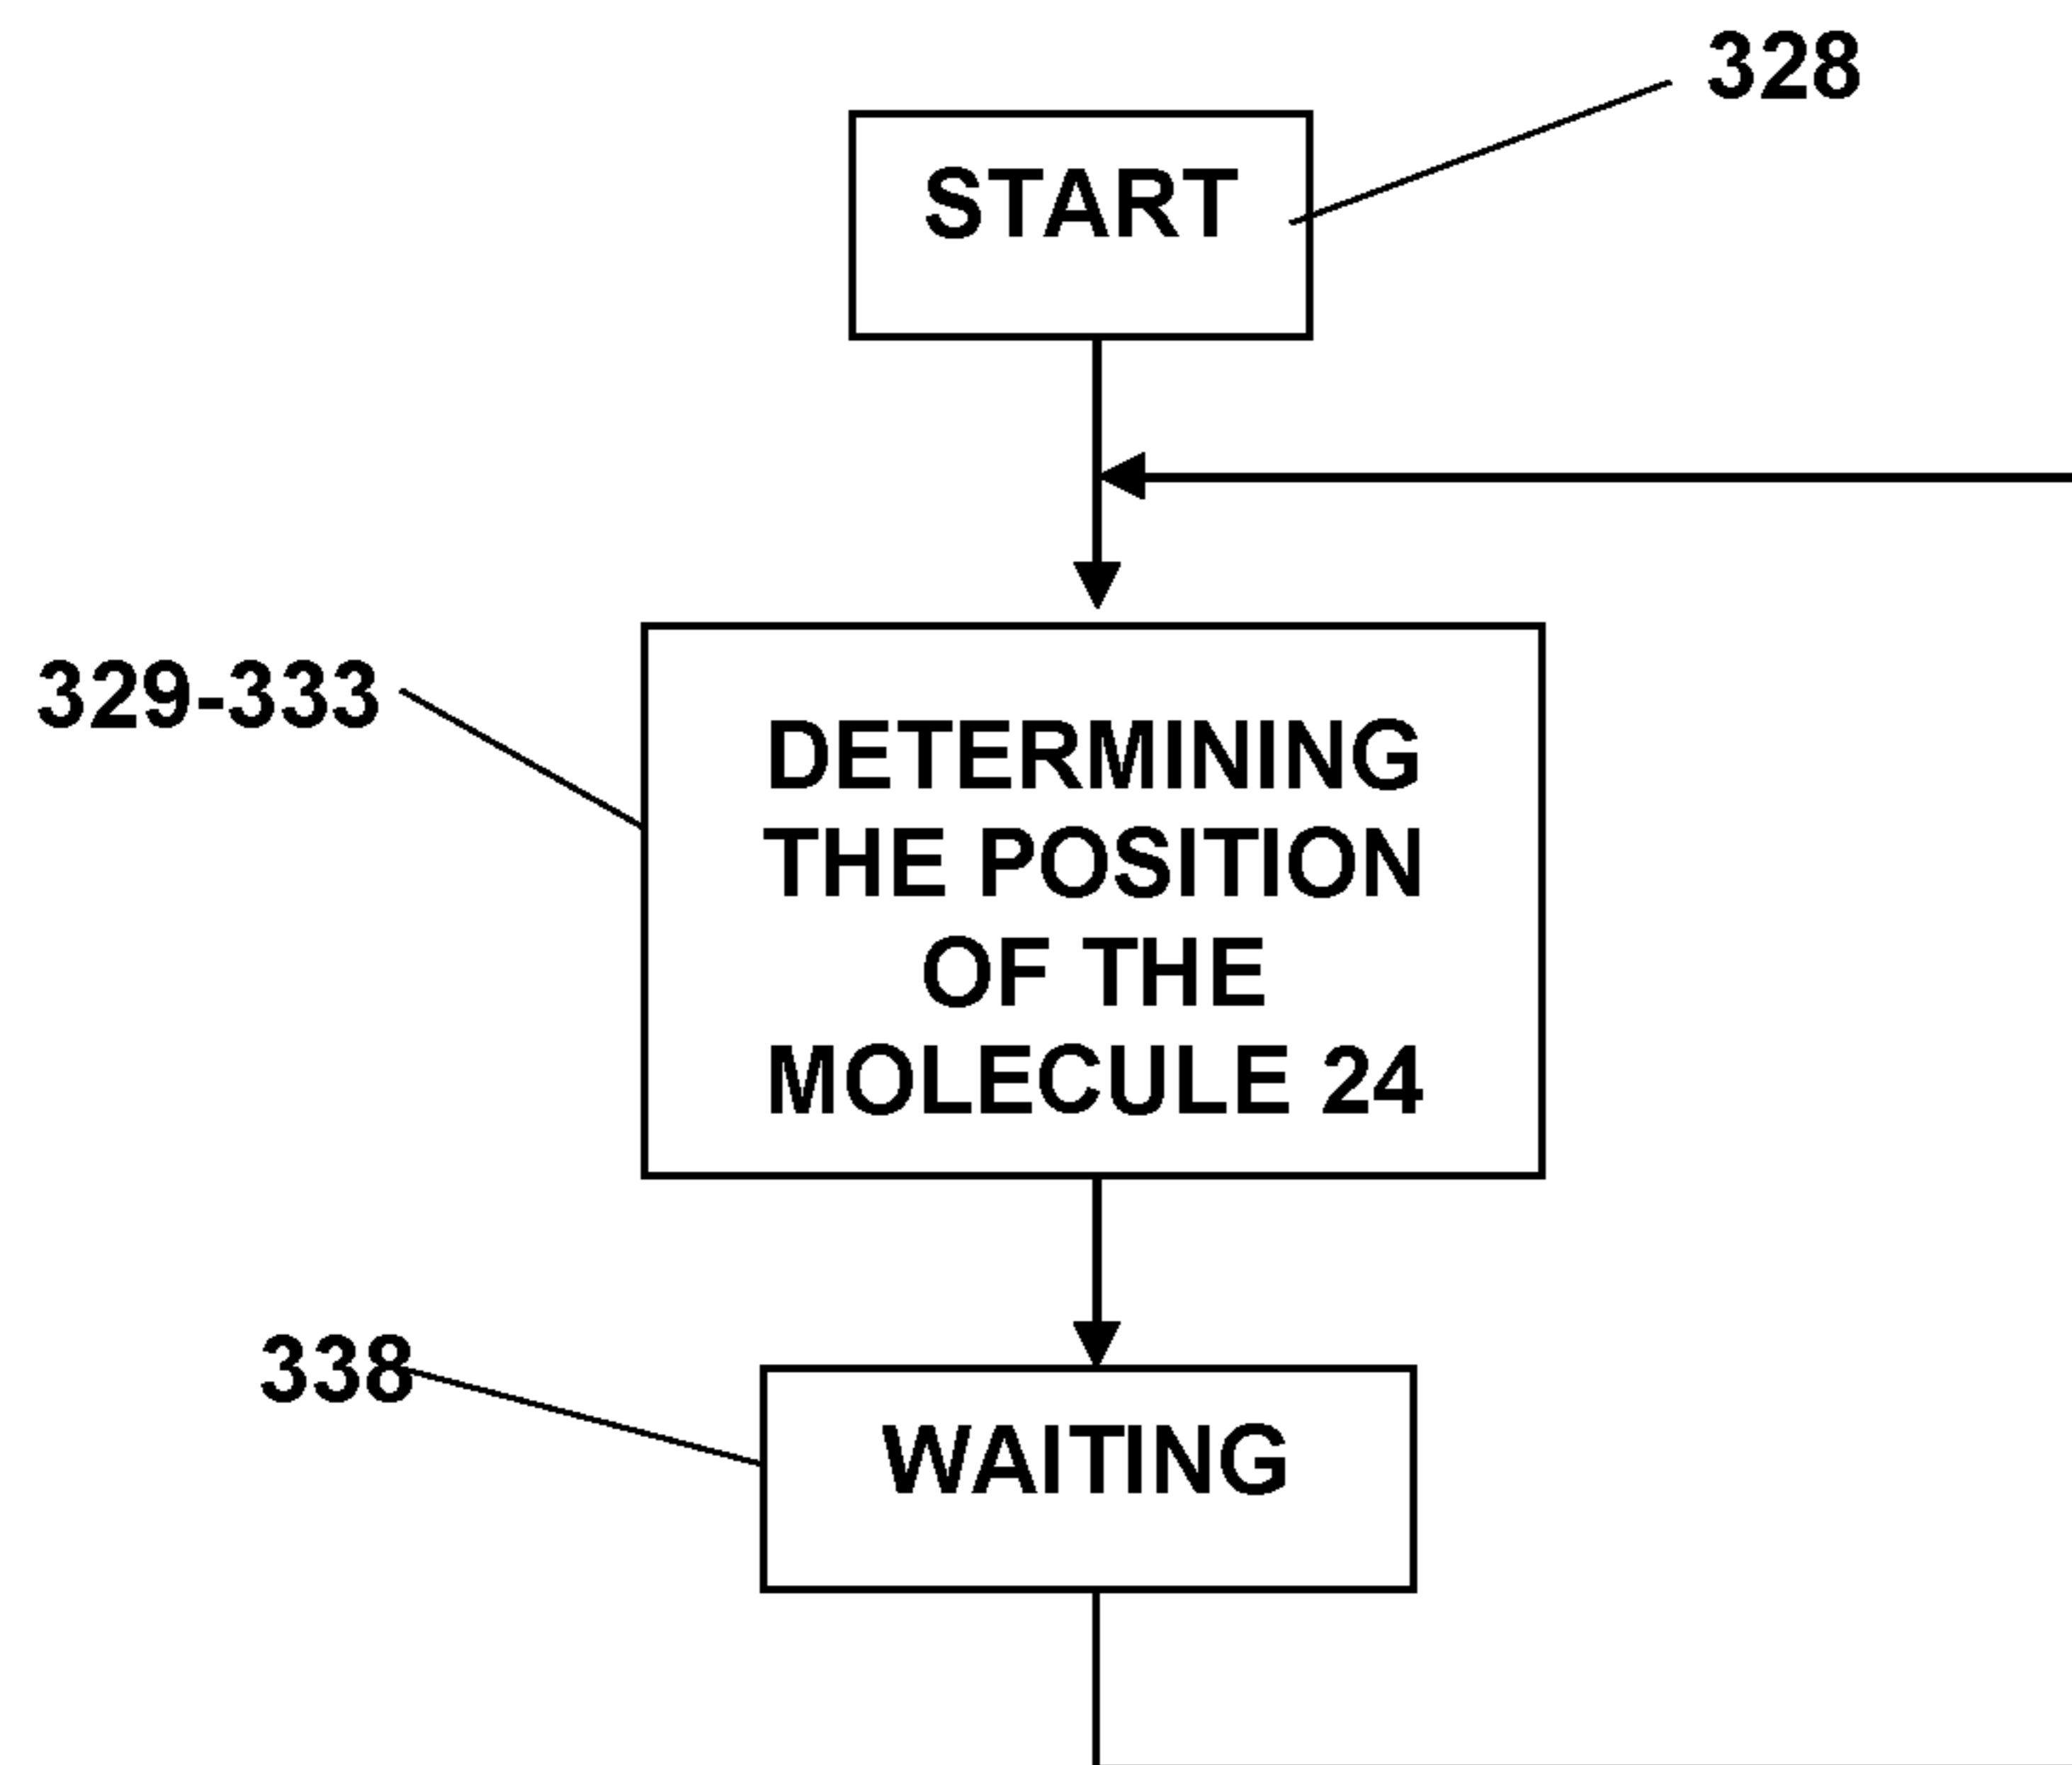 328
START
329-333
DETERMINING
THE POSITION
OF THE
MOLECULE 24
338
WAITING